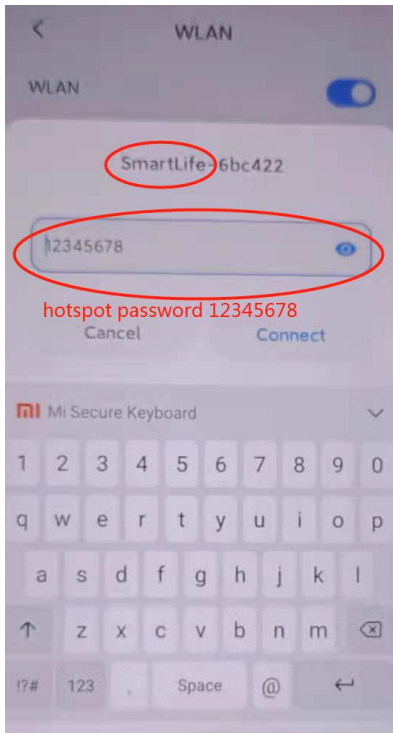 WLAN
WLAN
SmartLife-6bc422
12345678
hotspot password 12345678
Cancel Connect
mi Mi Secure Keyboard
1 2 3 4 5 6 7 8 9 0
q w e r t y u i o p
a s d f g h j k l
z x c v b n m
!?# 123 , Space @